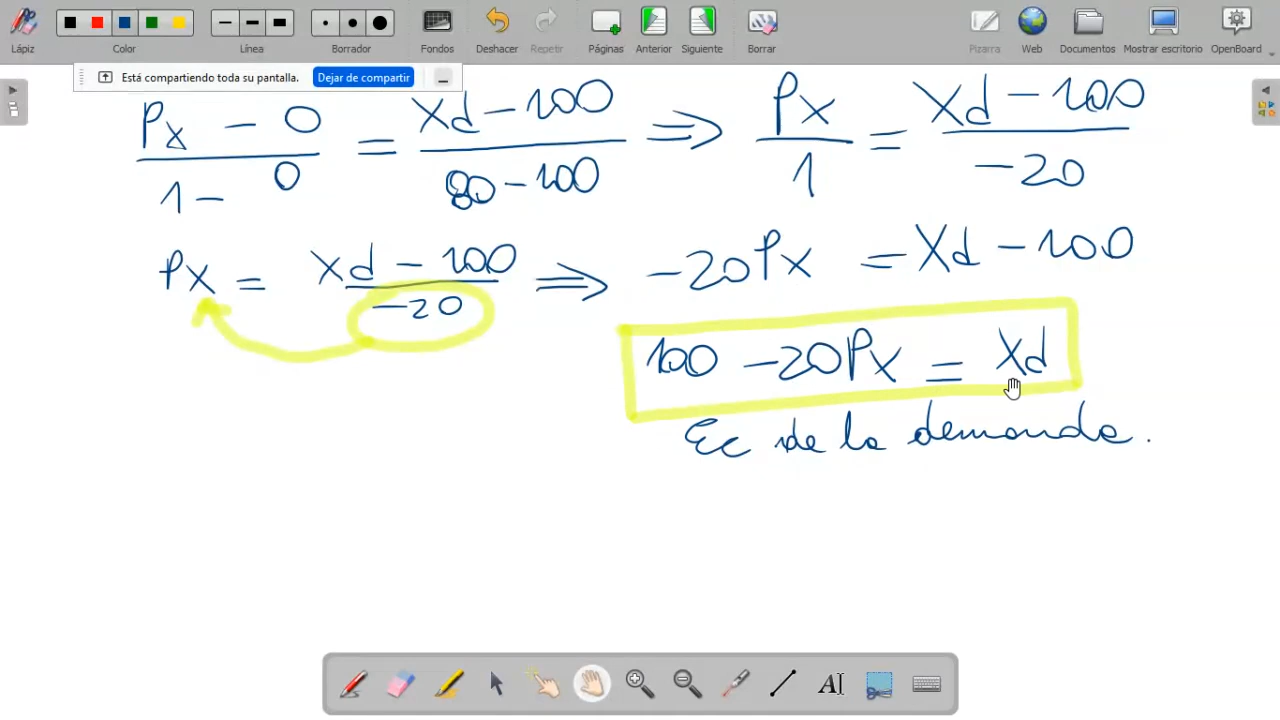 Lápiz Color Línea Borrador Fondos Deshacer Repetir Páginas Anterior Siguiente Borrar Pizarra Web Documentos Mostrar escritorio OpenBoard
Está compartiendo toda su pantalla. Dejar de compartir
Px - 0 / 1 - 0 = Xd - 100 / 80 - 100 ⇒ Px / 1 = Xd - 100 / -20
Px = Xd - 100 / -20 ⇒ -20Px = Xd - 100
100 - 20Px = Xd
Ec de la demanda.